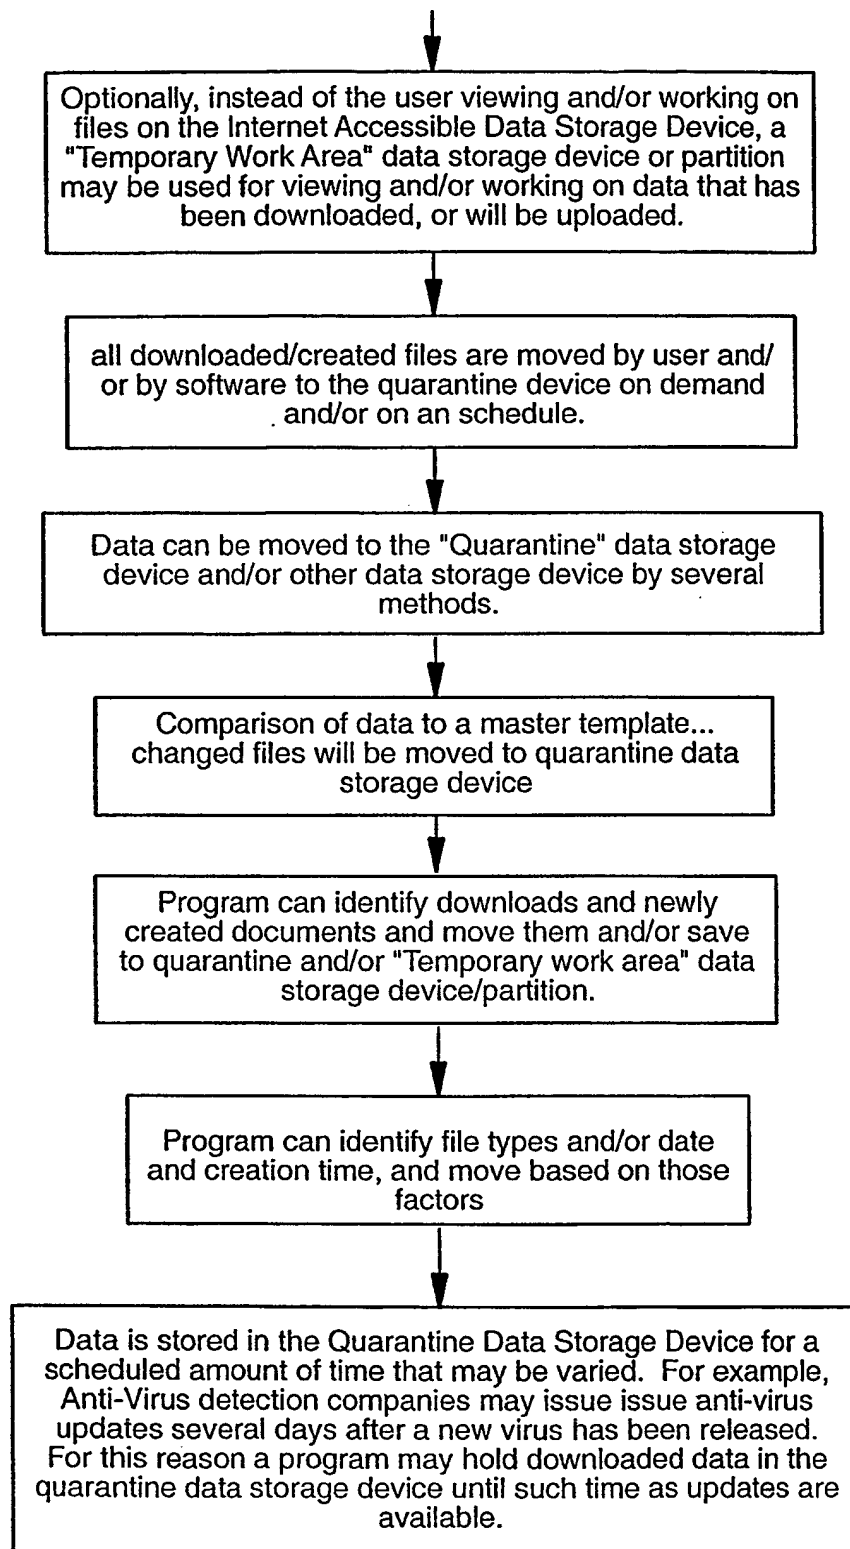 Optionally, instead of the user viewing and/or working on
files on the Internet Accessible Data Storage Device, a
"Temporary Work Area" data storage device or partition
may be used for viewing and/or working on data that has
been downloaded, or will be uploaded.
all downloaded/created files are moved by user and/
or by software to the quarantine device on demand
and/or on an schedule.
Data can be moved to the "Quarantine" data storage
device and/or other data storage device by several
methods.
Comparison of data to a master template...
changed files will be moved to quarantine data
storage device
Program can identify downloads and newly
created documents and move them and/or save
to quarantine and/or "Temporary work area" data
storage device/partition.
Program can identify file types and/or date
and creation time, and move based on those
factors
Data is stored in the Quarantine Data Storage Device for a
scheduled amount of time that may be varied.  For example,
Anti-Virus detection companies may issue issue anti-virus
updates several days after a new virus has been released.
For this reason a program may hold downloaded data in the
quarantine data storage device until such time as updates are
available.